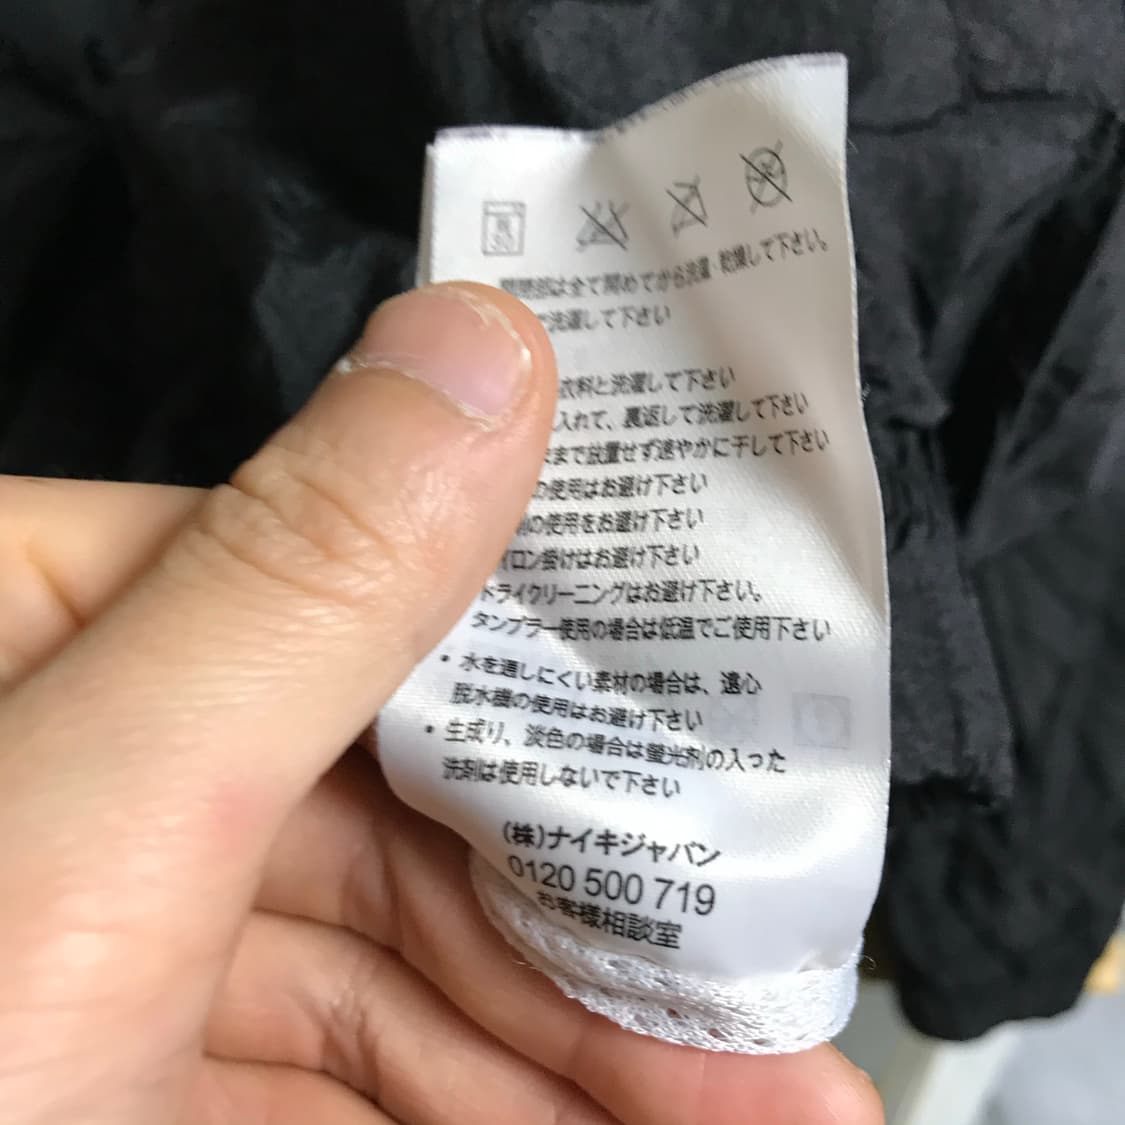 開閉部は全て閉めてから洗濯・乾燥して下さい。
洗濯して下さい
衣料と洗濯して下さい
入れて、裏返して洗濯して下さい
まで放置せず速やかに干して下さい
の使用はお避け下さい
の使用をお避け下さい
イロン掛けはお避け下さい
ドライクリーニングはお避け下さい。
タンブラー使用の場合は低温でご使用下さい
• 水を通しにくい素材の場合は、遠心
脱水機の使用はお避け下さい
• 生成り、淡色の場合は螢光剤の入った
洗剤は使用しないで下さい
(株)ナイキジャパン
0120 500 719
お客様相談室